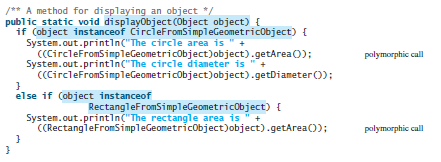 /** A method for displaying an object */
public static void displayObject(Object object) {
if (object instanceof CircleFromSimpleGeometricObject) {
System.out.println("The circle area is " +
((CircleFromSimpleGeometricObject)object).getArea()); polymorphic call
System.out.println("The circle diameter is " +
((CircleFromSimpleGeometricObject)object).getDiameter());
}
else if (object instanceof
RectangleFromSimpleGeometricObject) {
System.out.println("The rectangle area is " +
((RectangleFromSimpleGeometricObject)object).getArea()); polymorphic call
}
}